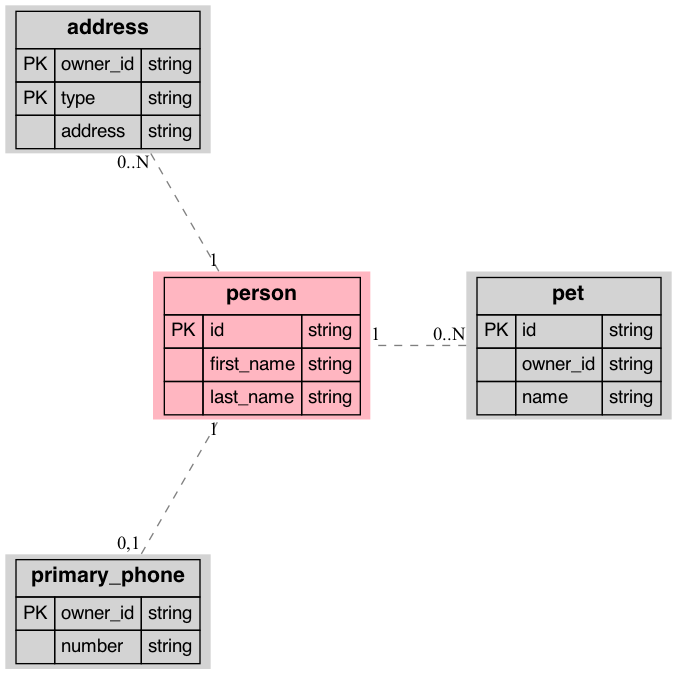 address
PK owner_id string
PK type string
address string
0..N
1
person
PK id string
first_name string
last_name string
1
0..N
pet
PK id string
owner_id string
name string
1
0,1
primary_phone
PK owner_id string
number string